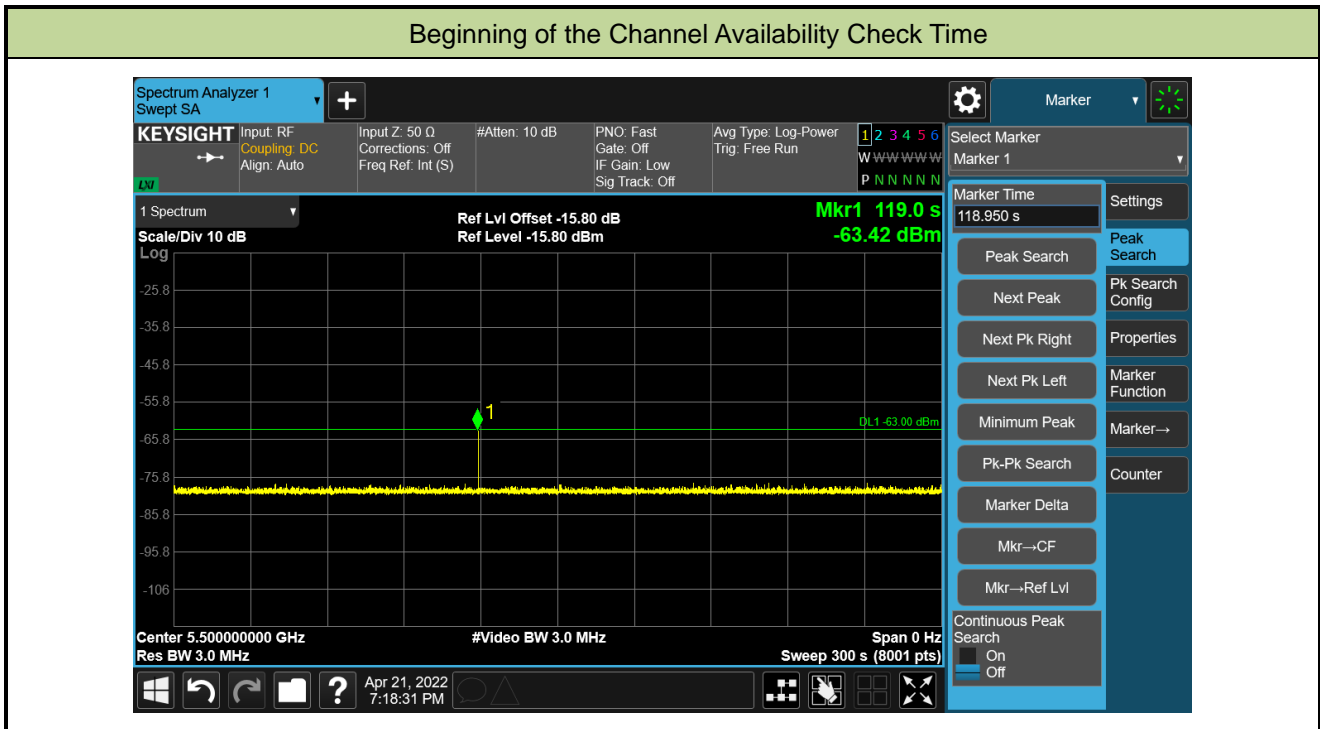 Beginning of the Channel Availability Check Time
Spectrum Analyzer 1
Swept SA
Marker
KEYSIGHT
LXI
Input: RF
Coupling: DC
Align: Auto
Input Z: 50 Ω
Corrections: Off
Freq Ref: Int (S)
#Atten: 10 dB
PNO: Fast
Gate: Off
IF Gain: Low
Sig Track: Off
Avg Type: Log-Power
Trig: Free Run
1 2 3 4 5 6
W W W W W W
P N N N N N
Select Marker
Marker 1
1 Spectrum
Scale/Div 10 dB
Log
Ref Lvl Offset -15.80 dB
Ref Level -15.80 dBm
Mkr1 119.0 s
-63.42 dBm
-25.8
-35.8
-45.8
-55.8
-65.8
-75.8
-85.8
-95.8
-106
1
DL1 -63.00 dBm
Center 5.500000000 GHz
Res BW 3.0 MHz
#Video BW 3.0 MHz
Span 0 Hz
Sweep 300 s (8001 pts)
Marker Time
118.950 s
Peak Search
Next Peak
Next Pk Right
Next Pk Left
Minimum Peak
Pk-Pk Search
Marker Delta
Mkr→CF
Mkr→Ref Lvl
Continuous Peak
Search
On
Off
Settings
Peak
Search
Pk Search
Config
Properties
Marker
Function
Marker→
Counter
?
Apr 21, 2022
7:18:31 PM